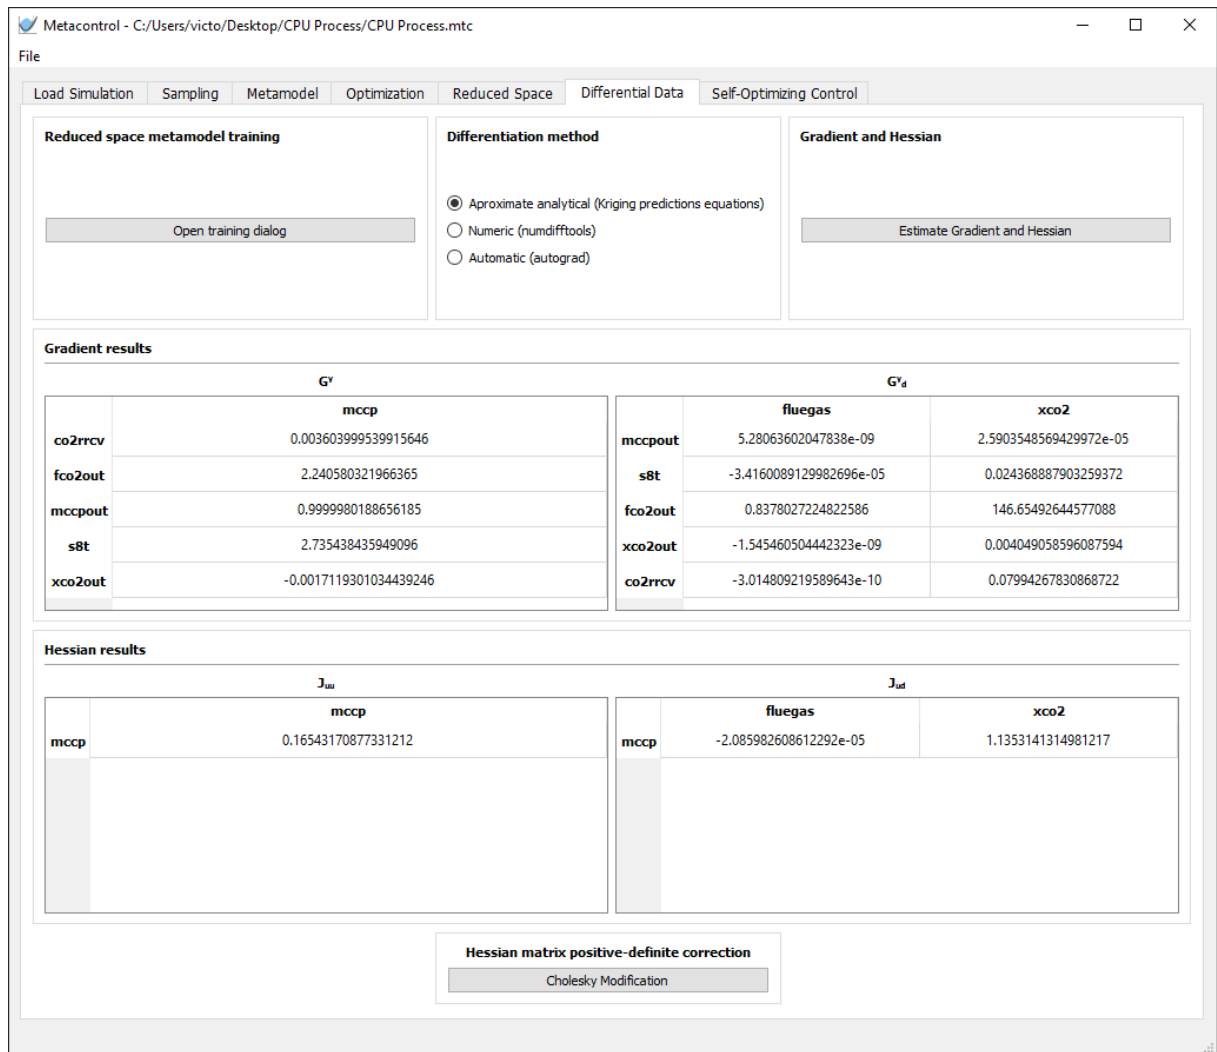 Metacontrol - C:/Users/victo/Desktop/CPU Process/CPU Process.mtc
File
Load Simulation Sampling Metamodel Optimization Reduced Space Differential Data Self-Optimizing Control
Reduced space metamodel training
Open training dialog
Differentiation method
Aproximate analytical (Kriging predictions equations)
Numeric (numdifftools)
Automatic (autograd)
Gradient and Hessian
Estimate Gradient and Hessian
Gradient results
Gʸ
mccp
co2rrcv 0.003603999539915646
fco2out 2.240580321966365
mccpout 0.9999980188656185
s8t 2.735438435949096
xco2out -0.0017119301034439246
Gʸd
fluegas xco2
mccpout 5.28063602047838e-09 2.5903548569429972e-05
s8t -3.4160089129982696e-05 0.024368887903259372
fco2out 0.8378027224822586 146.65492644577088
xco2out -1.545460504442323e-09 0.004049058596087594
co2rrcv -3.014809219589643e-10 0.07994267830868722
Hessian results
Juu
mccp
mccp 0.16543170877331212
Jud
fluegas xco2
mccp -2.085982608612292e-05 1.1353141314981217
Hessian matrix positive-definite correction
Cholesky Modification